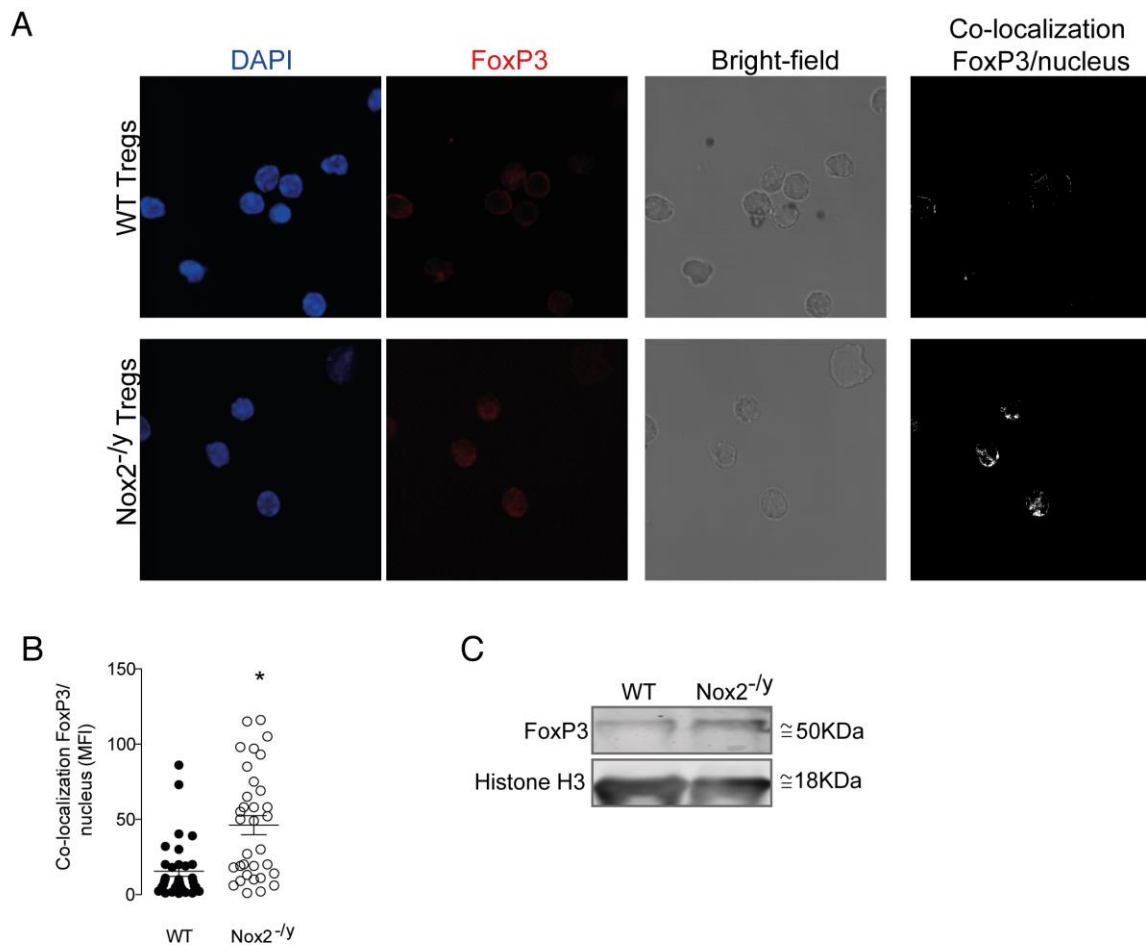 A
DAPI
FoxP3
Bright-field
Co-localization
FoxP3/nucleus
WT Tregs
Nox2-/y Tregs
B
Co-localization FoxP3/
nucleus (MFI)
150
100
50
0
*
WT
Nox2-/y
C
WT
Nox2-/y
FoxP3
≅50KDa
Histone H3
≅18KDa